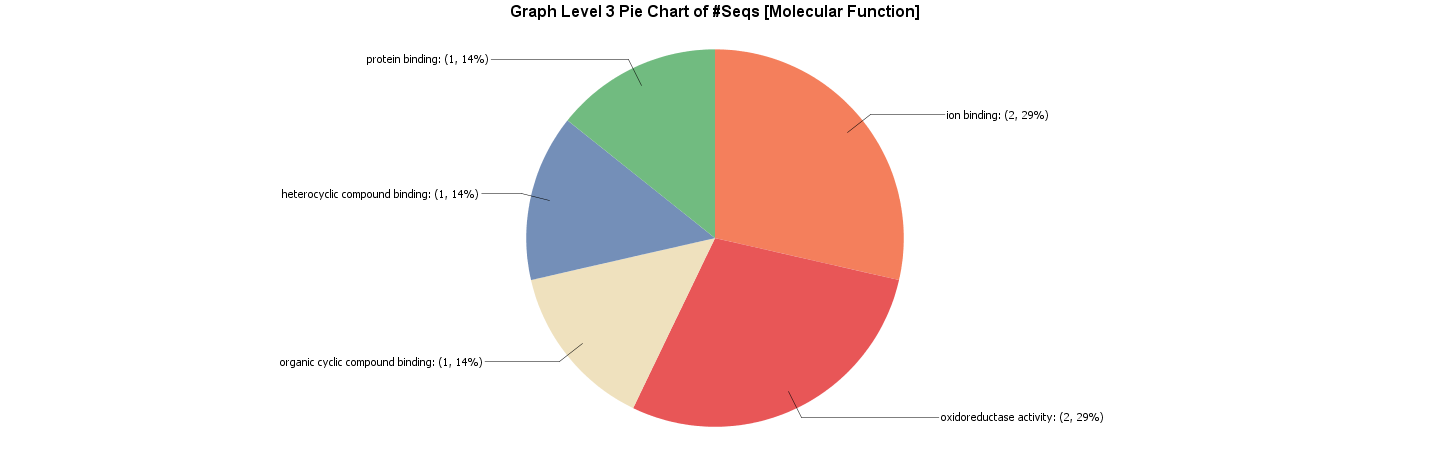 Graph Level 3 Pie Chart of #Seqs [Molecular Function]
protein binding: (1, 14%)
ion binding: (2, 29%)
heterocyclic compound binding: (1, 14%)
organic cyclic compound binding: (1, 14%)
oxidoreductase activity: (2, 29%)